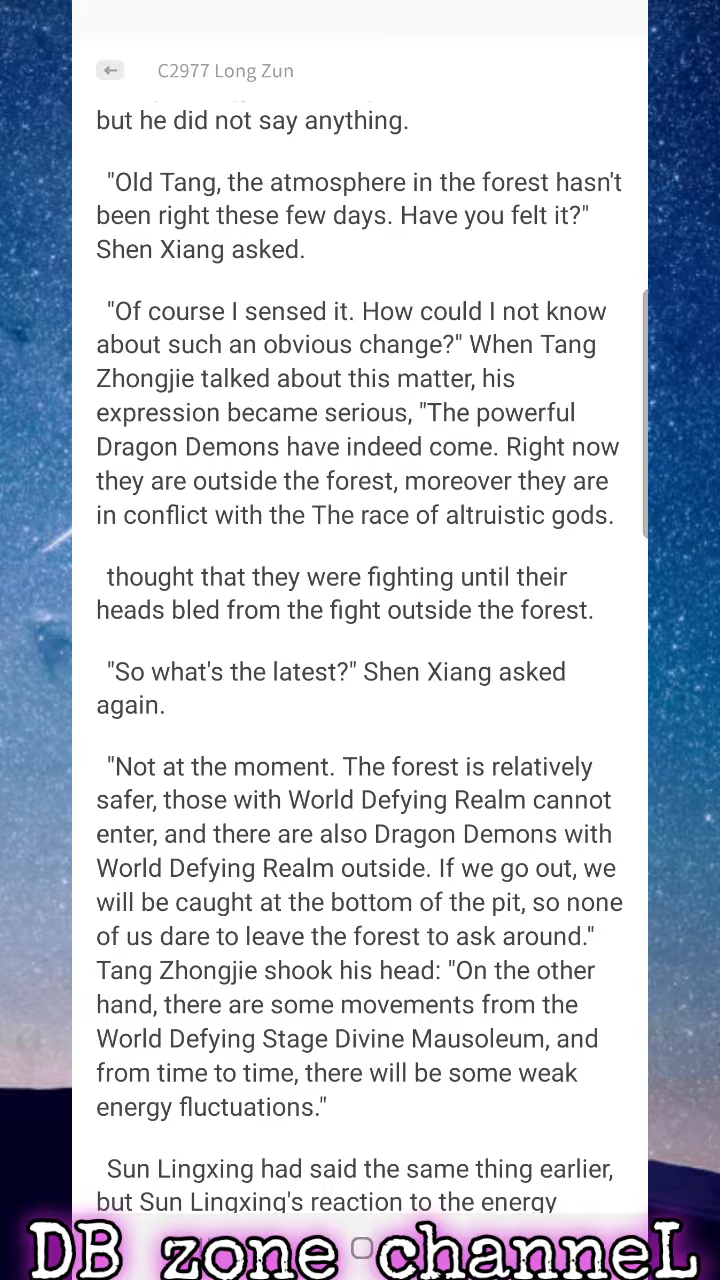 C2977 Long Zun
but he did not say anything.
"Old Tang, the atmosphere in the forest hasn't
been right these few days. Have you felt it?"
Shen Xiang asked.
"Of course I sensed it. How could I not know
about such an obvious change?" When Tang
Zhongjie talked about this matter, his
expression became serious, "The powerful
Dragon Demons have indeed come. Right now
they are outside the forest, moreover they are
in conflict with the The race of altruistic gods.
thought that they were fighting until their
heads bled from the fight outside the forest.
"So what's the latest?" Shen Xiang asked
again.
"Not at the moment. The forest is relatively
safer, those with World Defying Realm cannot
enter, and there are also Dragon Demons with
World Defying Realm outside. If we go out, we
will be caught at the bottom of the pit, so none
of us dare to leave the forest to ask around."
Tang Zhongjie shook his head: "On the other
hand, there are some movements from the
World Defying Stage Divine Mausoleum, and
from time to time, there will be some weak
energy fluctuations."
Sun Lingxing had said the same thing earlier,
but Sun Lingxing's reaction to the energy
DB zone channeL